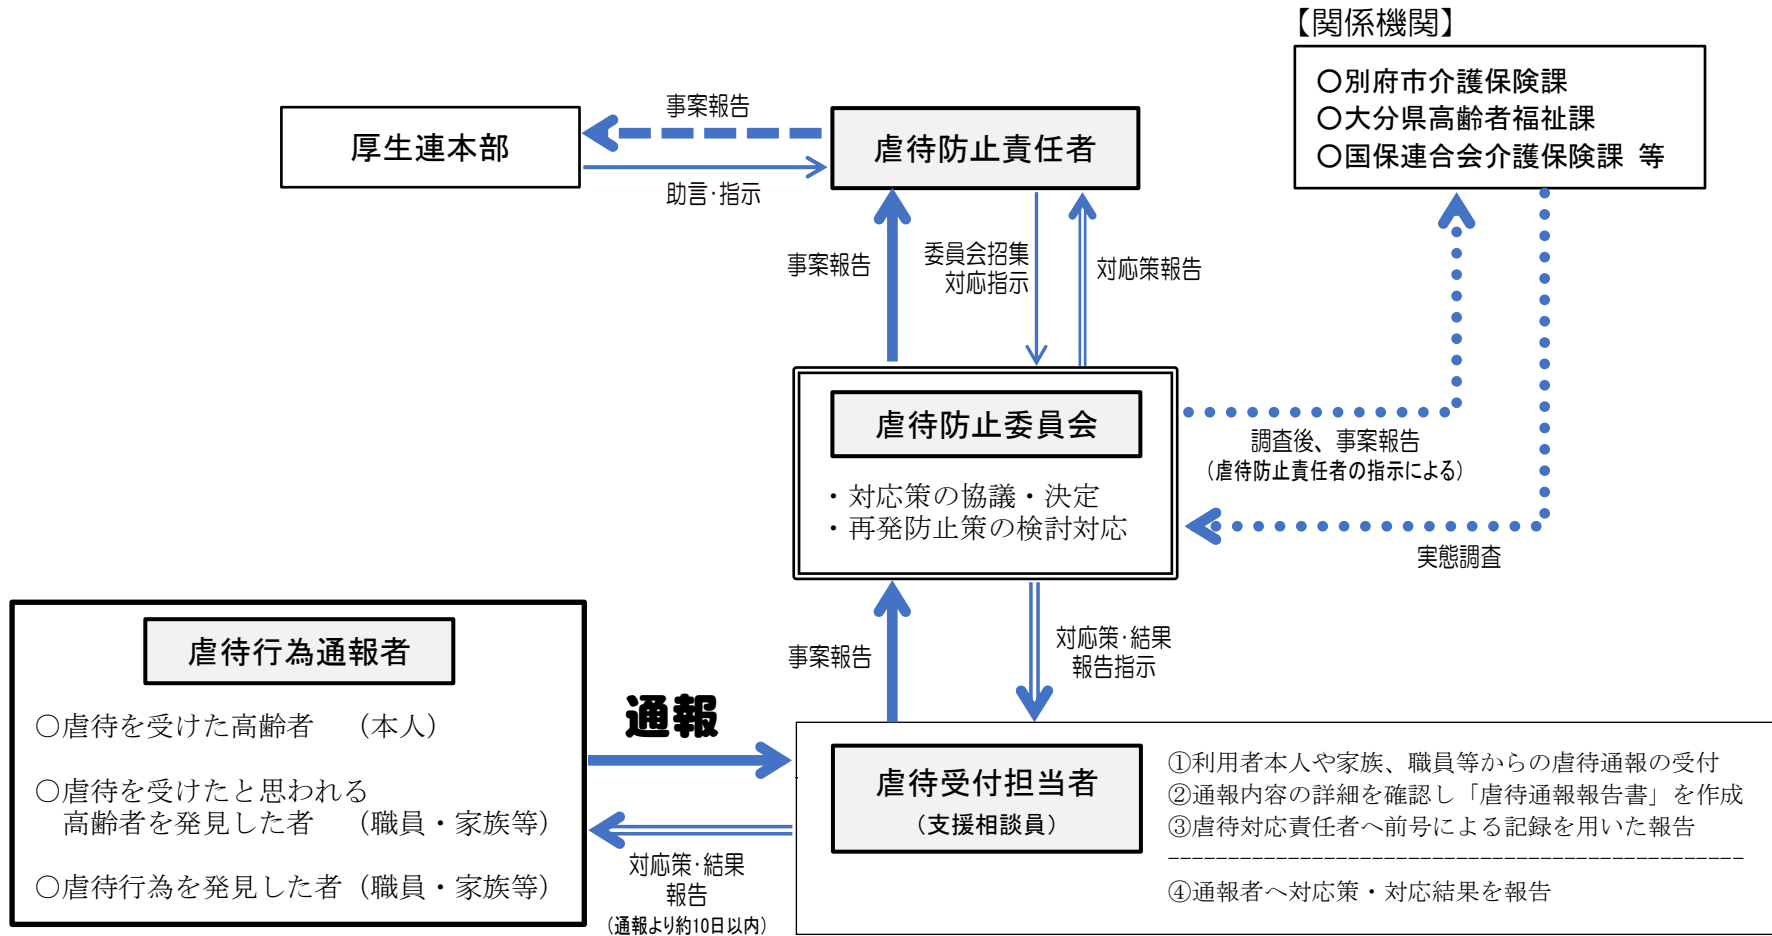 【関係機関】
○別府市介護保険課
○大分県高齢者福祉課
○国保連合会介護保険課 等
厚生連本部
事案報告
助言・指示
虐待防止責任者
事案報告
委員会招集
対応指示
対応策報告
虐待防止委員会
・対応策の協議・決定
・再発防止策の検討対応
調査後、事案報告
(虐待防止責任者の指示による)
実態調査
事案報告
対応策・結果
報告指示
虐待行為通報者
○虐待を受けた高齢者 (本人)
○虐待を受けたと思われる
高齢者を発見した者 (職員・家族等)
○虐待行為を発見した者(職員・家族等)
通報
対応策・結果
報告
(通報より約10日以内)
虐待受付担当者
(支援相談員)
①利用者本人や家族、職員等からの虐待通報の受付
②通報内容の詳細を確認し「虐待通報報告書」を作成
③虐待対応責任者へ前号による記録を用いた報告
④通報者へ対応策・対応結果を報告